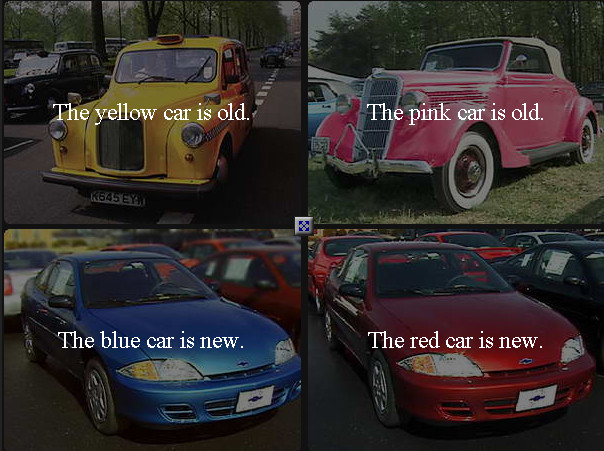 The yellow car is old.
The pink car is old.
K645 EYW
The blue car is new.
The red car is new.